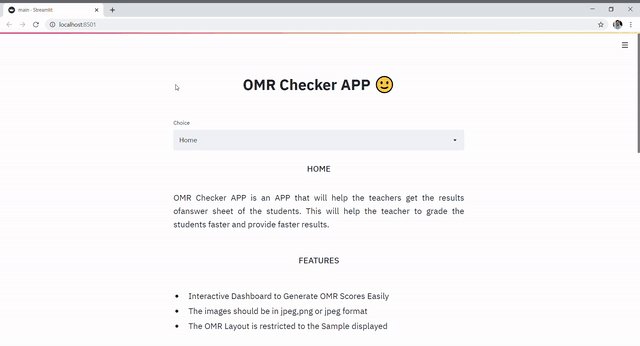 main · Streamlit
localhost:8501
OMR Checker APP
Choice
Home
HOME
OMR Checker APP is an APP that will help the teachers get the results
ofanswer sheet of the students. This will help the teacher to grade the
students faster and provide faster results.
FEATURES
Interactive Dashboard to Generate OMR Scores Easily
The images should be in jpeg,png or jpeg format
The OMR Layout is restricted to the Sample displayed